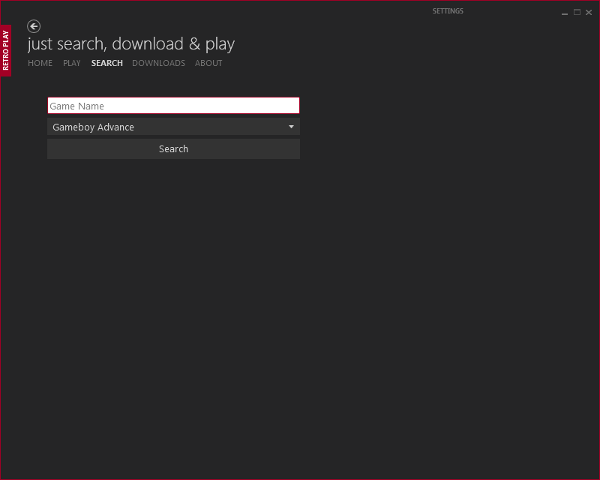 SETTINGS
RETRO PLAY
just search, download & play
HOME PLAY SEARCH DOWNLOADS ABOUT
Game Name
Gameboy Advance
Search